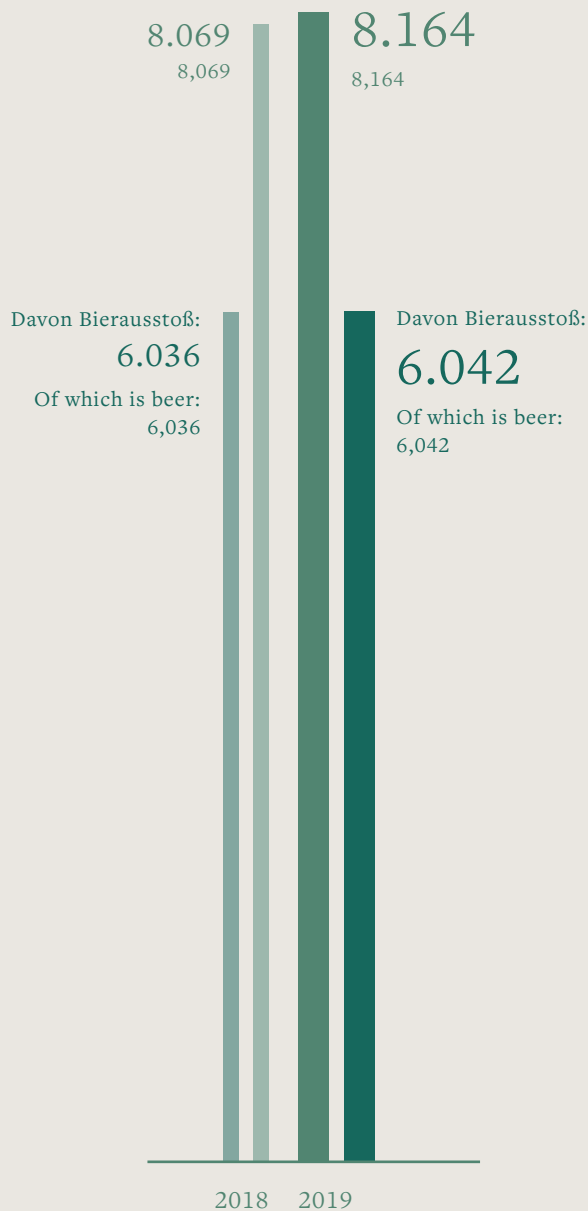 8.069
8,069
8.164
8,164
Davon Bierausstoß:
6.036
Of which is beer:
6,036
Davon Bierausstoß:
6.042
Of which is beer:
6,042
2018
2019